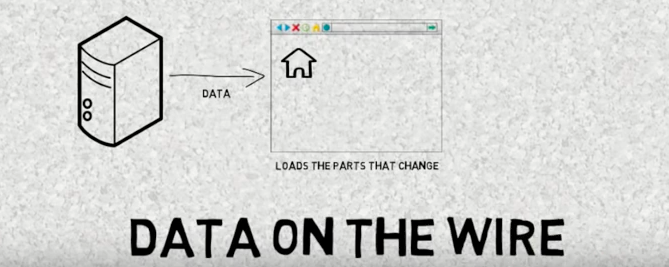 DATA
LOADS THE PARTS THAT CHANGE
DATA ON THE WIRE